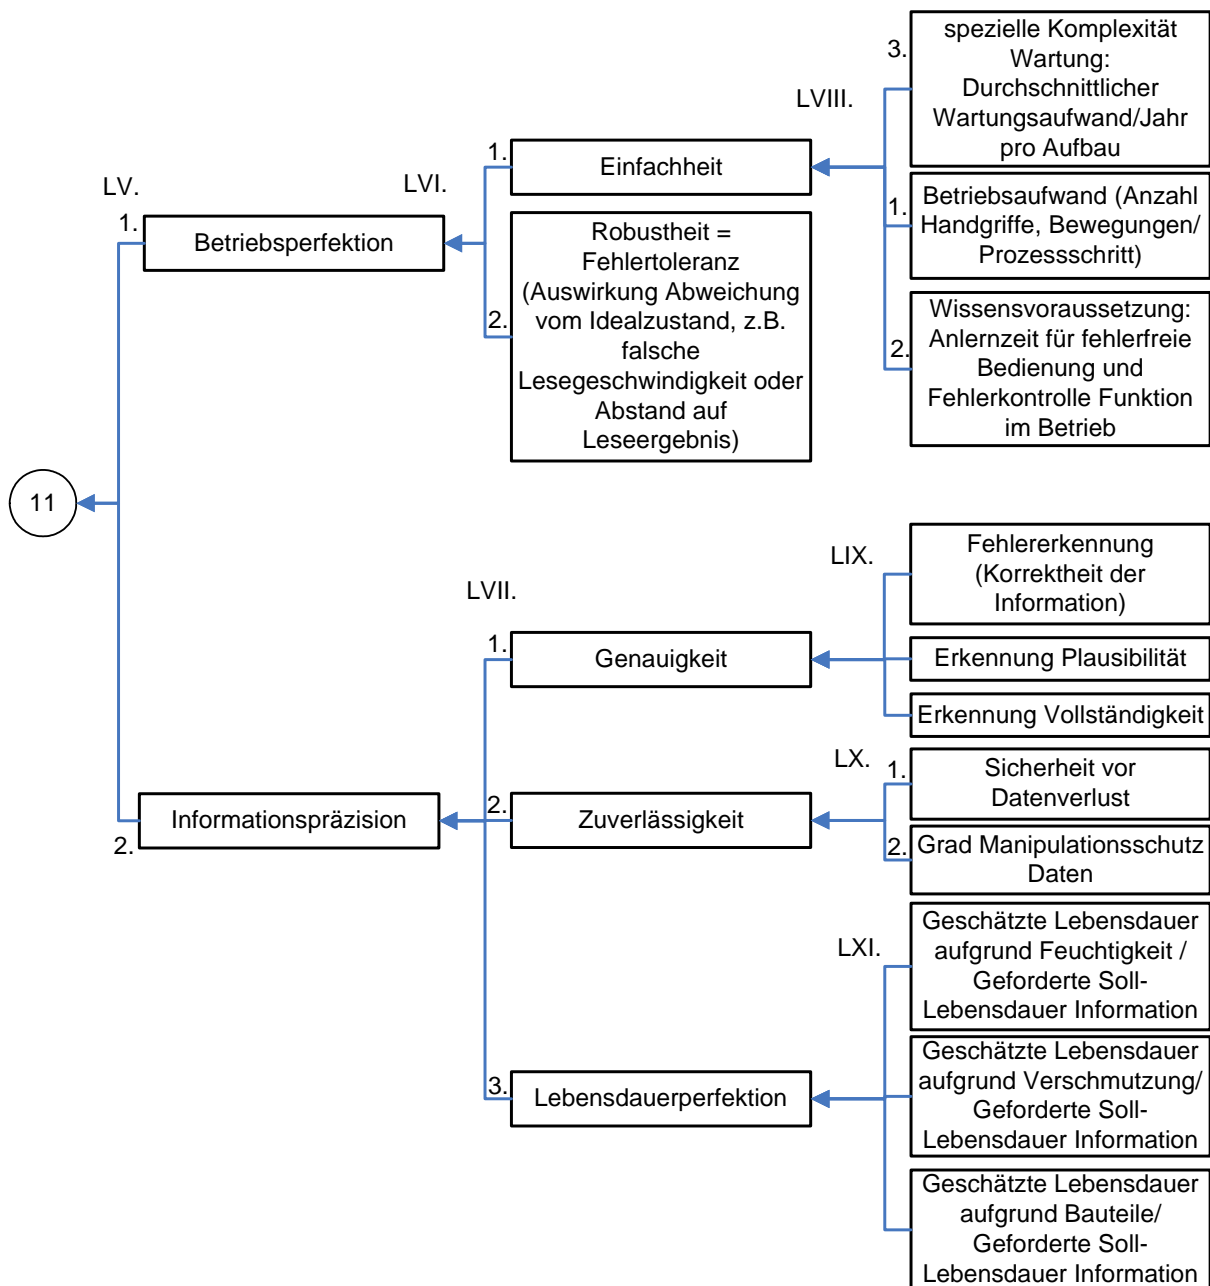 spezielle Komplexität
3.
Wartung:
Durchschnittlicher
Wartungsaufwand/Jahr
pro Aufbau
LVIII.
1.
Einfachheit
LV.
LVI.
1.
Betriebsperfektion
1.
Betriebsaufwand (Anzahl
Handgriffe, Bewegungen/
Prozessschritt)
2.
Robustheit =
Fehlertoleranz
(Auswirkung Abweichung
vom Idealzustand, z.B.
falsche
Lesegeschwindigkeit oder
Abstand auf
Leseergebnis)
2.
Wissensvoraussetzung:
Anlernzeit für fehlerfreie
Bedienung und
Fehlerkontrolle Funktion
im Betrieb
11
LIX.
Fehlererkennung
(Korrektheit der
Information)
LVII.
1.
Genauigkeit
Erkennung Plausibilität
Erkennung Vollständigkeit
LX.
1.
Sicherheit vor
Datenverlust
2.
Informationspräzision
2.
Zuverlässigkeit
2.
Grad Manipulationsschutz
Daten
LXI.
Geschätzte Lebensdauer
aufgrund Feuchtigkeit /
Geforderte Soll-
Lebensdauer Information
3.
Lebensdauerperfektion
Geschätzte Lebensdauer
aufgrund Verschmutzung/
Geforderte Soll-
Lebensdauer Information
Geschätzte Lebensdauer
aufgrund Bauteile/
Geforderte Soll-
Lebensdauer Information